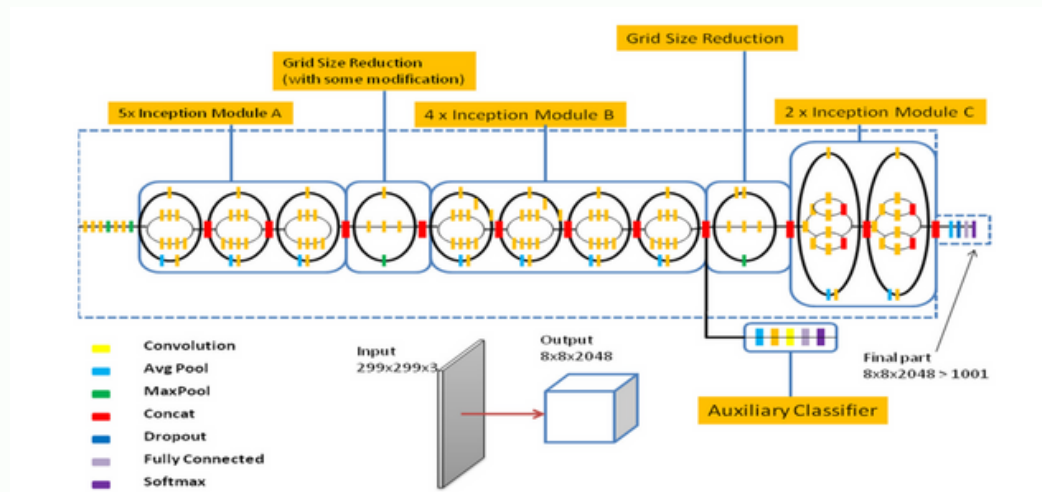 Grid Size Reduction
Grid Size Reduction
(with some modification)
5x Inception Module A
4 x Inception Module B
2 x Inception Module C
Convolution
Avg Pool
MaxPool
Concat
Dropout
Fully Connected
Softmax
Input
299x299x3
Output
8x8x2048
Final part
8x8x2048 > 1001
Auxiliary Classifier